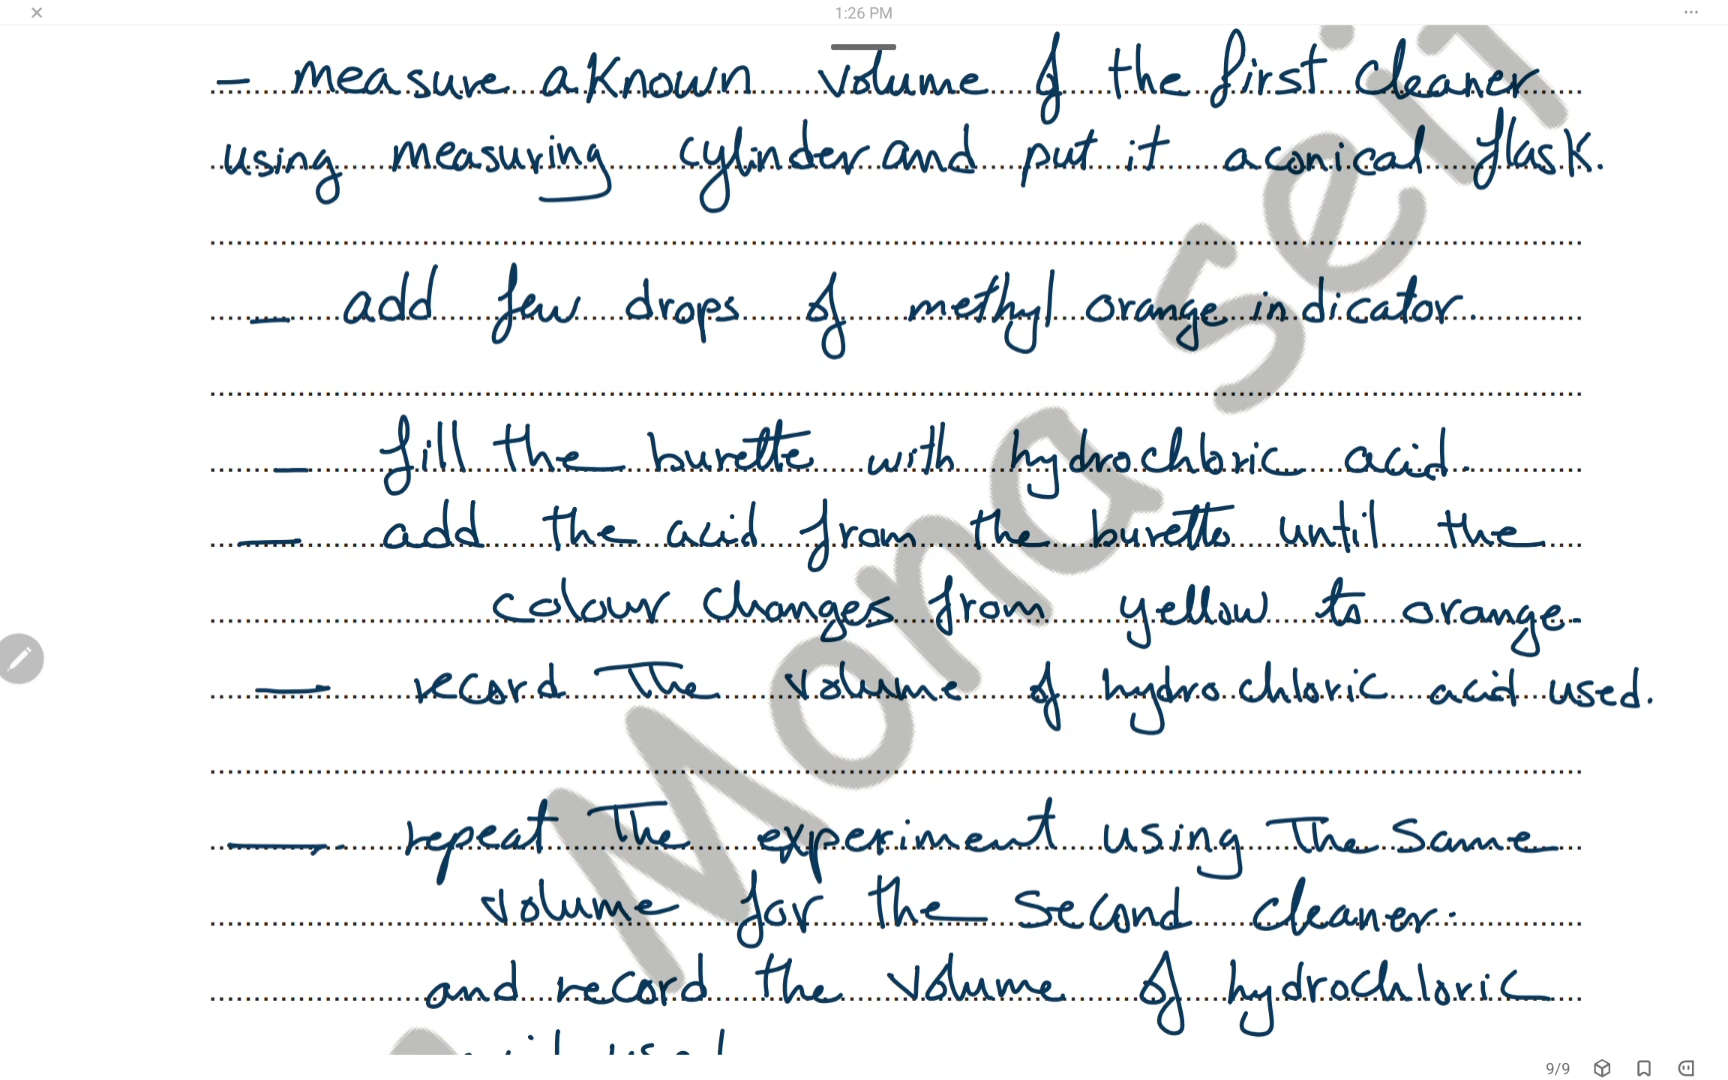 1:26 PM
- measure a known volume of the first cleaner
using measuring cylinder and put it a conical flask.
- add few drops of methyl orange indicator.
- fill the burette with hydrochloric acid.
- add the acid from the burette until the
colour changes from yellow to orange.
- record The volume of hydrochloric acid used.
- repeat The experiment using The same
volume for the second cleaner.
and record the volume of hydrochloric
Mona sei
9/9